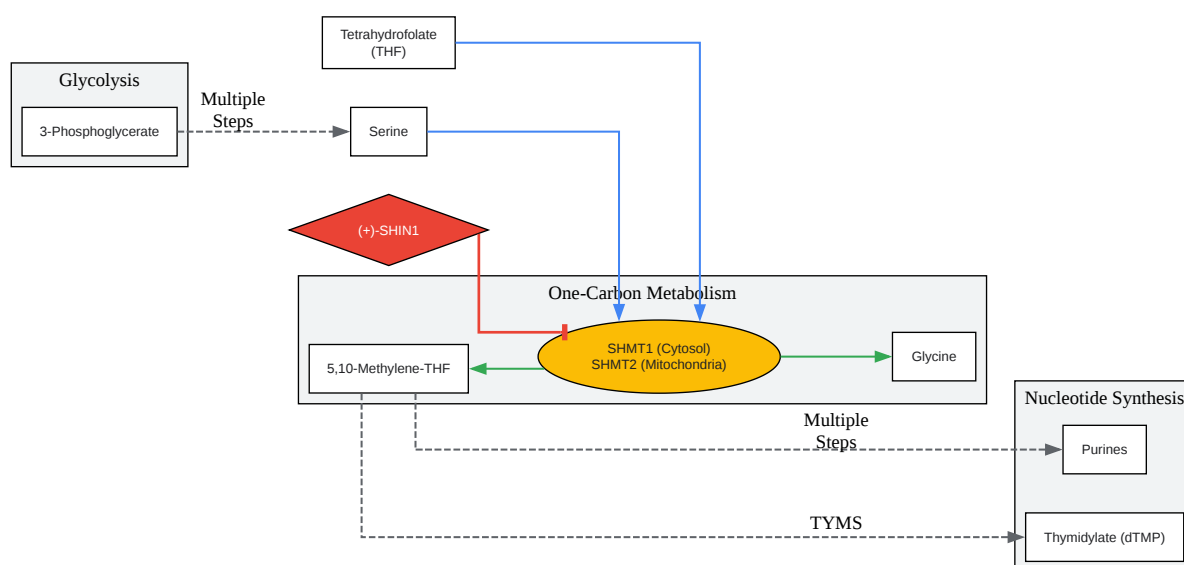 Tetrahydrofolate
(THF)
Glycolysis
3-Phosphoglycerate
Multiple
Steps
Serine
(+)-SHIN1
One-Carbon Metabolism
SHMT1 (Cytosol)
SHMT2 (Mitochondria)
5,10-Methylene-THF
Glycine
Nucleotide Synthesis
Multiple
Steps
Purines
TYMS
Thymidylate (dTMP)